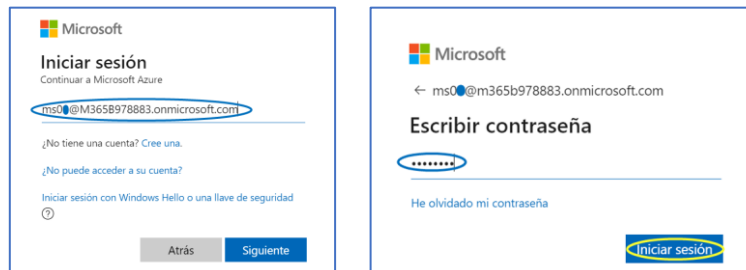 Microsoft
Iniciar sesión
Continuar a Microsoft Azure
ms0 @M365B978883.onmicrosoft.com
¿No tiene una cuenta? Cree una.
¿No puede acceder a su cuenta?
Iniciar sesión con Windows Hello o una llave de seguridad
?
Atrás Siguiente
Microsoft
← ms0 @m365b978883.onmicrosoft.com
Escribir contraseña
••••••••
He olvidado mi contraseña
Iniciar sesión